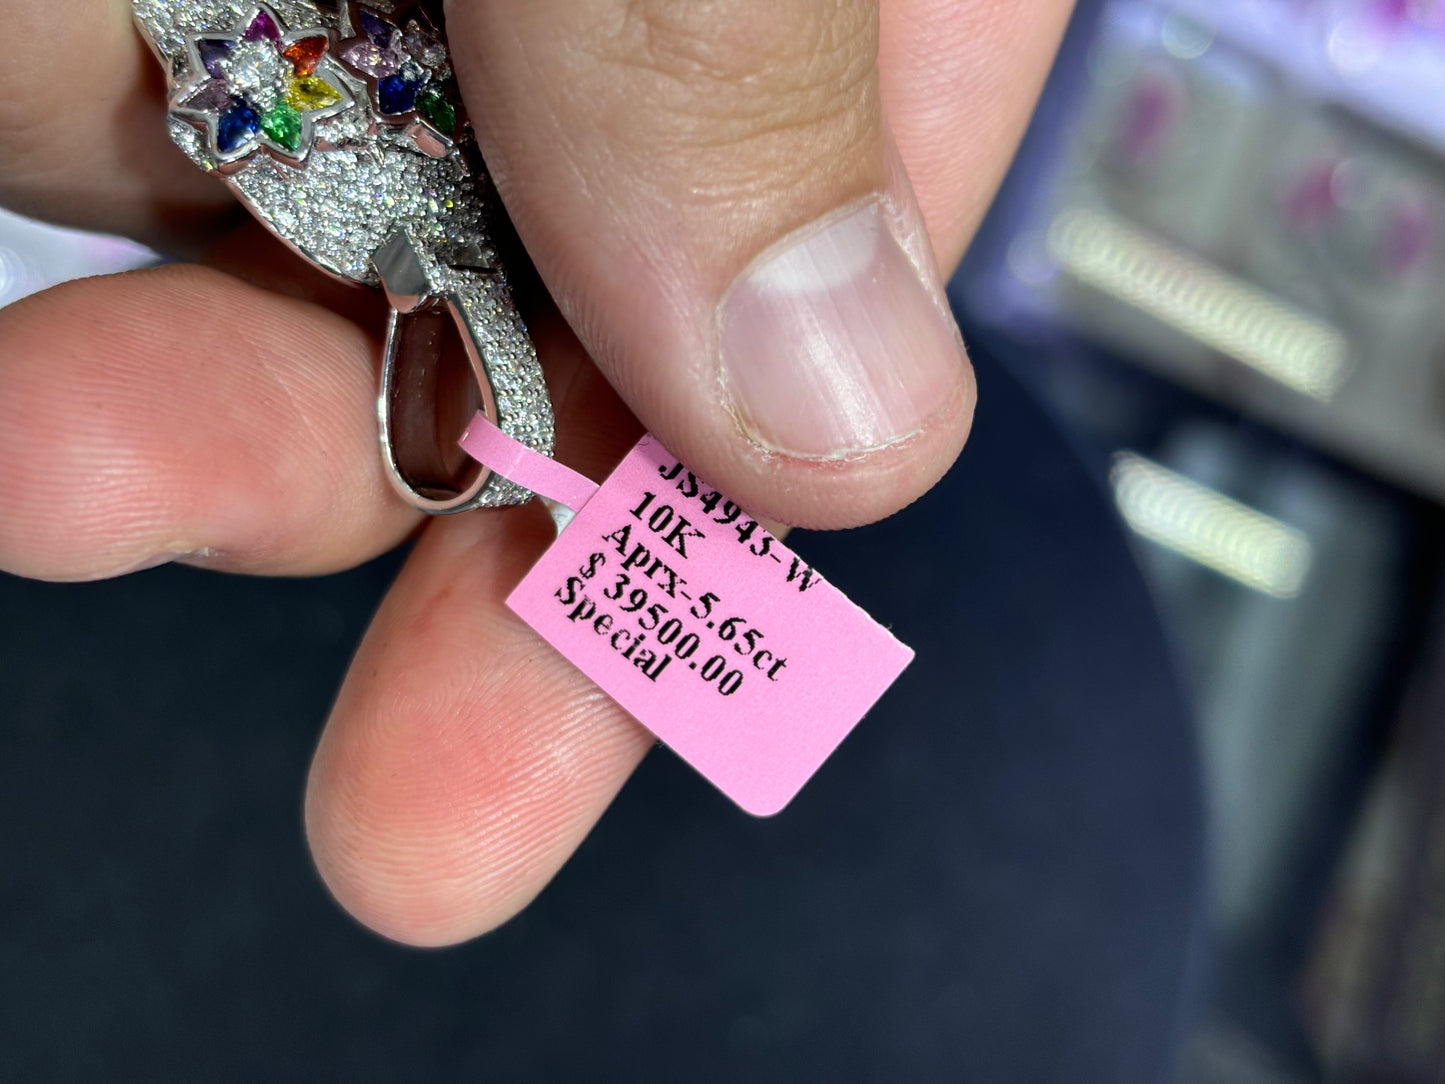 JS4943-W
10K
Aprx-5.65ct
$ 39500.00
Special